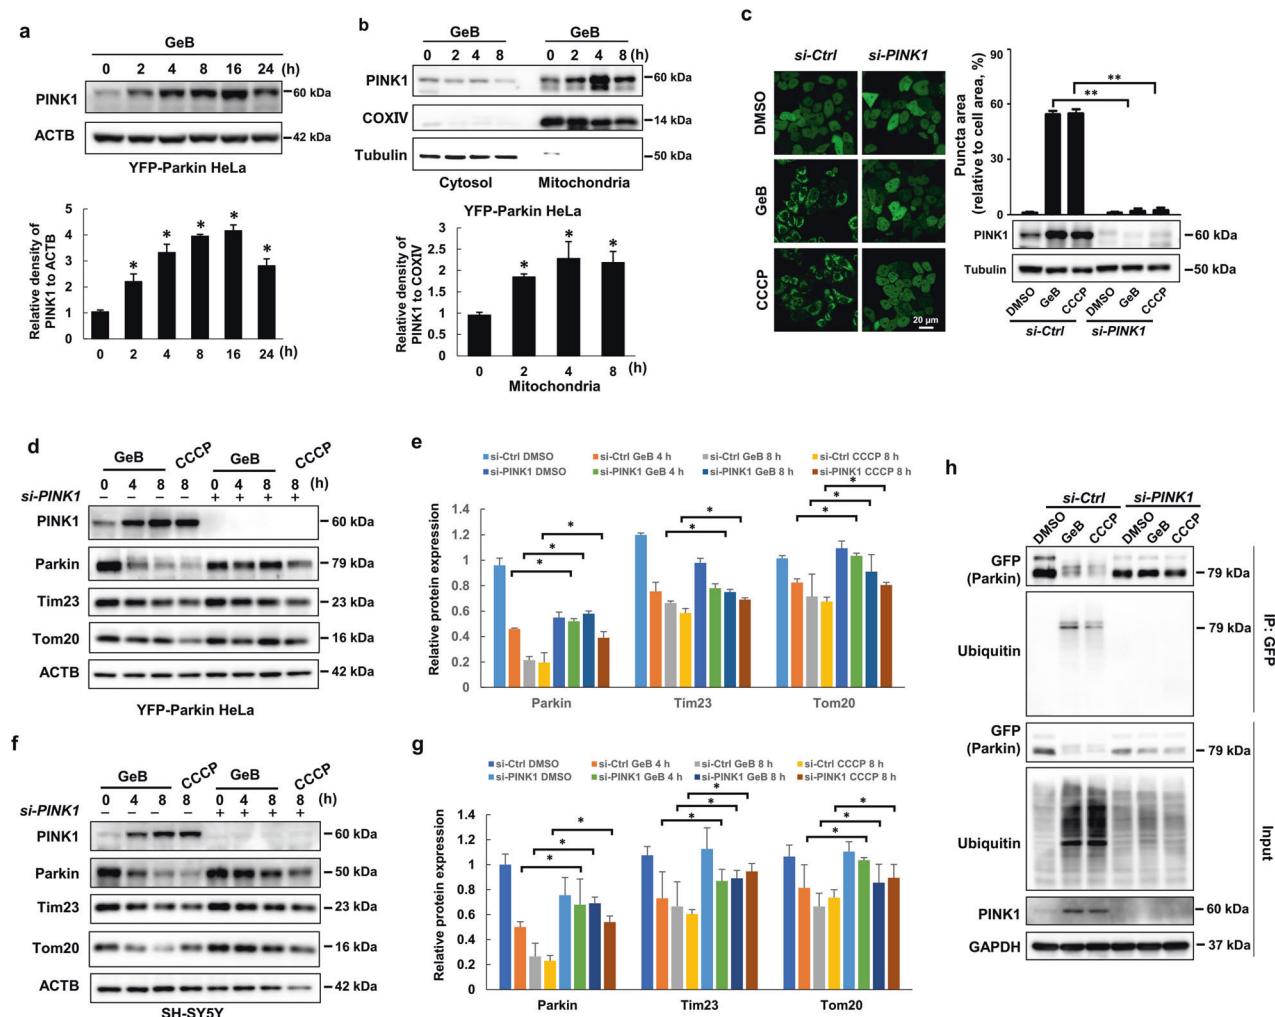 a
GeB
0 2 4 8 16 24 (h)
PINK1
60 kDa
ACTB
42 kDa
YFP-Parkin HeLa
Relative density of
PINK1 to ACTB
5
4
3
2
1
0
* * * * *
0 2 4 8 16 24 (h)
b
GeB GeB
0 2 4 8 0 2 4 8 (h)
PINK1
60 kDa
COXIV
14 kDa
Tubulin
50 kDa
Cytosol Mitochondria
YFP-Parkin HeLa
Relative density of
PINK1 to COXIV
3
2.5
2
1.5
1
0.5
0
* * *
0 2 4 8 (h)
Mitochondria
c
si-Ctrl si-PINK1
DMSO
GeB
CCCP
20 µm
Puncta area
(relative to cell area, %)
90
60
30
0
**
**
PINK1
60 kDa
Tubulin
50 kDa
DMSO GeB CCCP DMSO GeB CCCP
si-Ctrl si-PINK1
d
GeB CCCP GeB CCCP
0 4 8 8 0 4 8 8 (h)
si-PINK1 – – – – + + + +
PINK1
60 kDa
Parkin
79 kDa
Tim23
23 kDa
Tom20
16 kDa
ACTB
42 kDa
YFP-Parkin HeLa
e
si-Ctrl DMSO si-Ctrl GeB 4 h si-Ctrl GeB 8 h si-Ctrl CCCP 8 h
si-PINK1 DMSO si-PINK1 GeB 4 h si-PINK1 GeB 8 h si-PINK1 CCCP 8 h
Relative protein expression
1.4
1.2
1
0.8
0.6
0.4
0.2
0
* * *
* *
* * *
Parkin Tim23 Tom20
f
GeB CCCP GeB CCCP
0 4 8 8 0 4 8 8 (h)
si-PINK1 – – – – + + + +
PINK1
60 kDa
Parkin
50 kDa
Tim23
23 kDa
Tom20
16 kDa
ACTB
42 kDa
SH-SY5Y
g
si-Ctrl DMSO si-Ctrl GeB 4 h si-Ctrl GeB 8 h si-Ctrl CCCP 8 h
si-PINK1 DMSO si-PINK1 GeB 4 h si-PINK1 GeB 8 h si-PINK1 CCCP 8 h
Relative protein expression
1.4
1.2
1
0.8
0.6
0.4
0.2
0
* * *
* * *
* * *
Parkin Tim23 Tom20
h
si-Ctrl si-PINK1
DMSO GeB CCCP DMSO GeB CCCP
GFP
(Parkin)
79 kDa
Ubiquitin
79 kDa
IP: GFP
GFP
(Parkin)
79 kDa
Ubiquitin
Input
PINK1
60 kDa
GAPDH
37 kDa